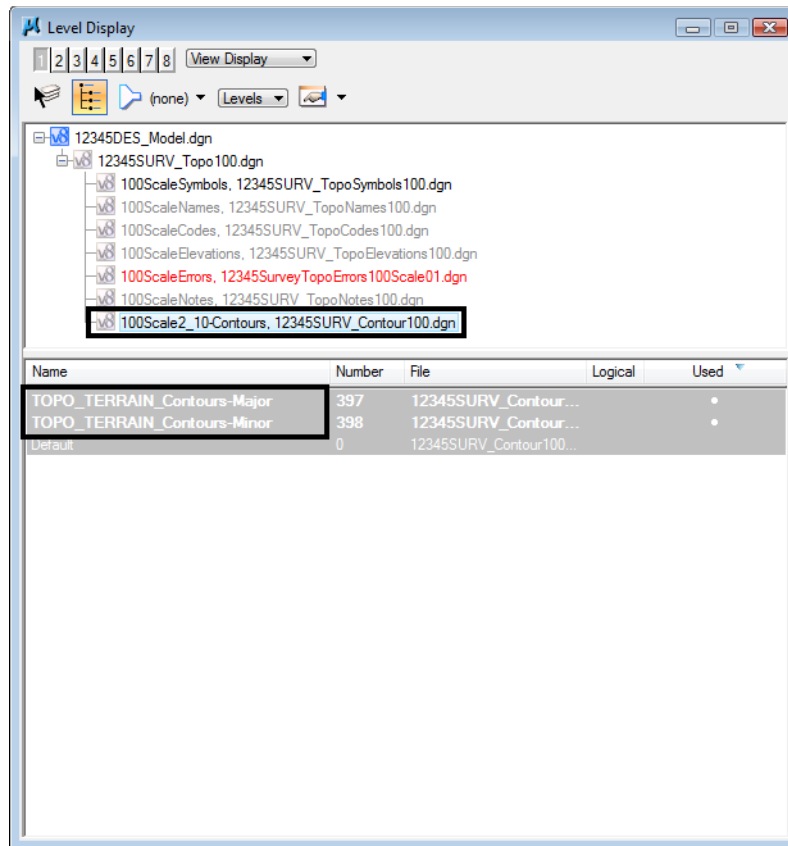 Level Display
1 2 3 4 5 6 7 8 View Display
(none) Levels
12345DES_Model.dgn
12345SURV_Topo100.dgn
100ScaleSymbols, 12345SURV_TopoSymbols100.dgn
100ScaleNames, 12345SURV_TopoNames100.dgn
100ScaleCodes, 12345SURV_TopoCodes100.dgn
100ScaleElevations, 12345SURV_TopoElevations100.dgn
100ScaleErrors, 12345SurveyTopoErrors100Scale01.dgn
100ScaleNotes, 12345SURV_TopoNotes100.dgn
100Scale2_10-Contours, 12345SURV_Contour100.dgn
Name Number File Logical Used
TOPO_TERRAIN_Contours-Major 397 12345SURV_Contour...
TOPO_TERRAIN_Contours-Minor 398 12345SURV_Contour...
Default 0 12345SURV_Contour100...